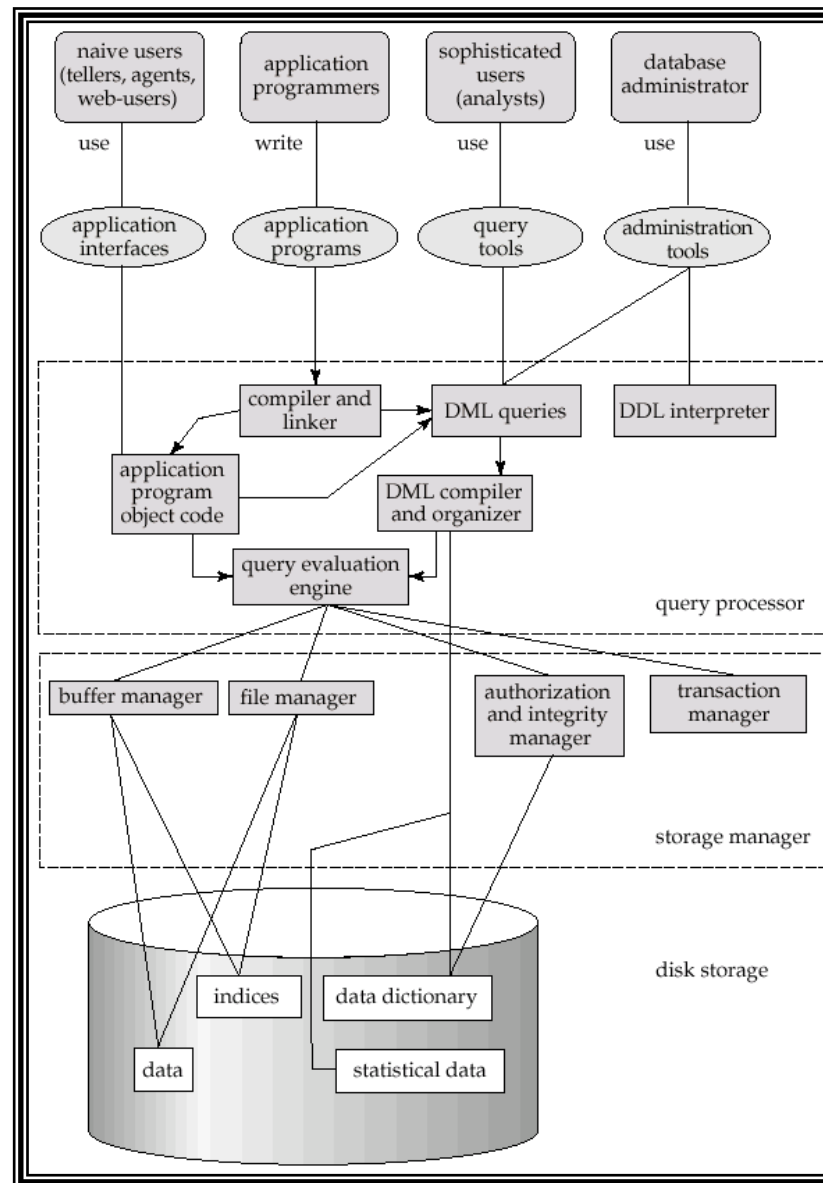 naive users
(tellers, agents,
web-users)
application
programmers
sophisticated
users
(analysts)
database
administrator
use
write
use
use
application
interfaces
application
programs
query
tools
administration
tools
compiler and
linker
DML queries
DDL interpreter
application
program
object code
DML compiler
and organizer
query evaluation
engine
query processor
buffer manager
file manager
authorization
and integrity
manager
transaction
manager
storage manager
disk storage
indices
data dictionary
data
statistical data